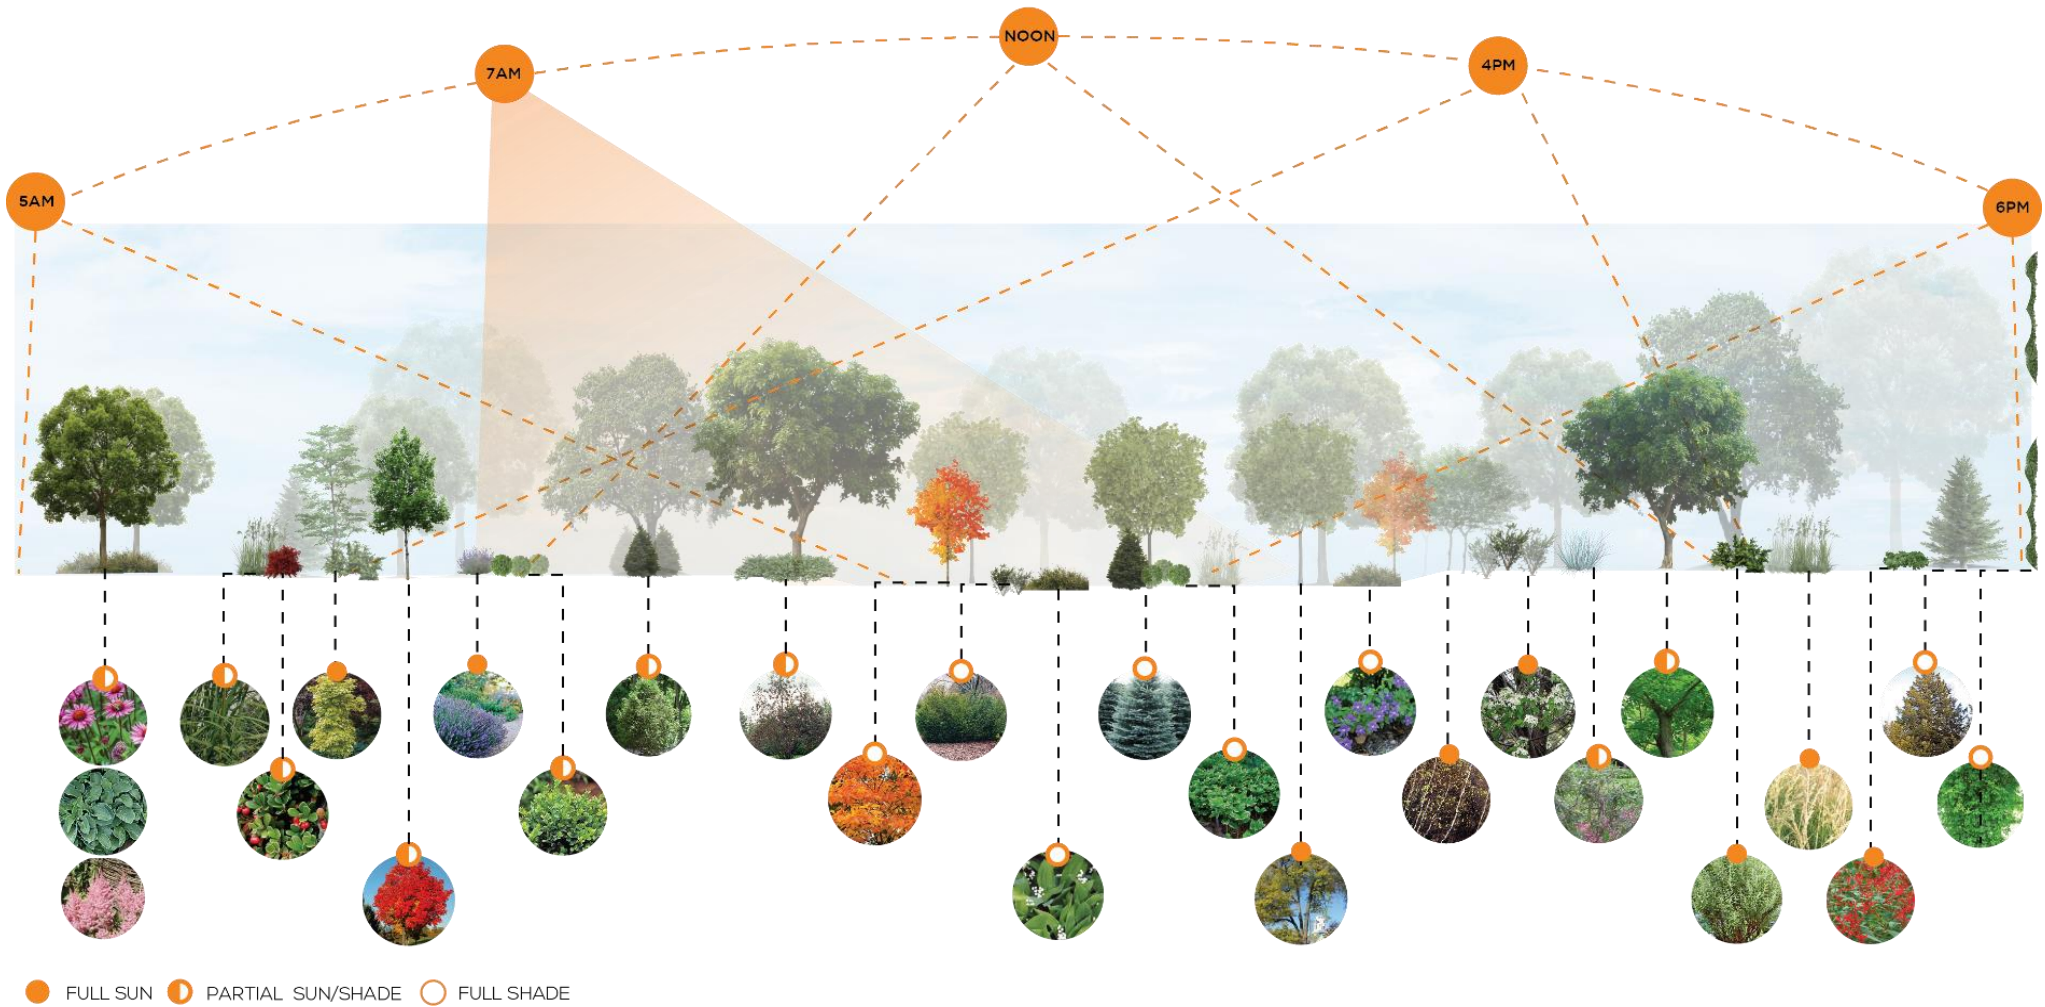 NOON
7AM
4PM
5AM
6PM
FULL SUN
PARTIAL SUN/SHADE
FULL SHADE